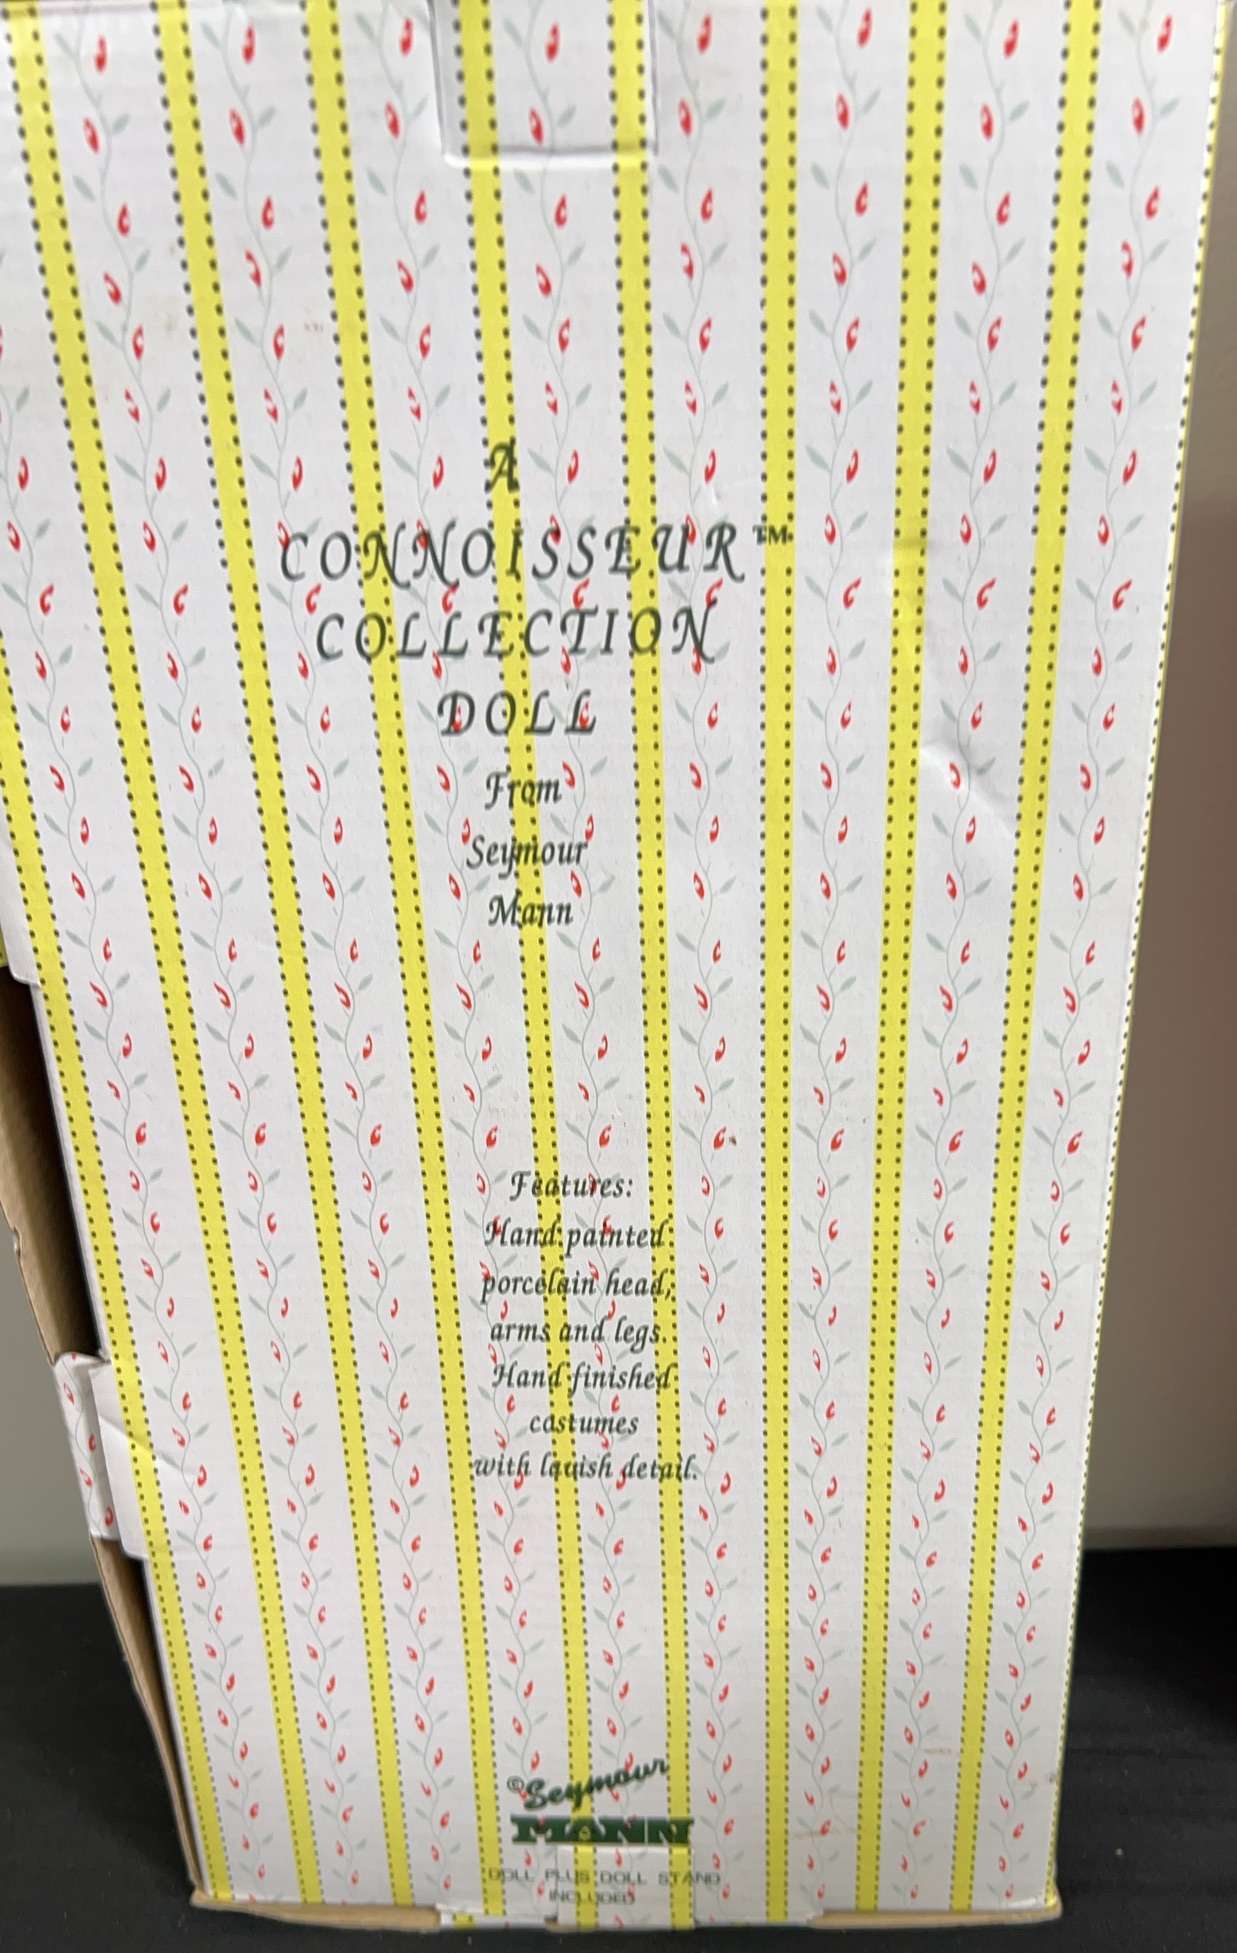 A
CONNOISSEUR™
COLLECTION
DOLL
From
Seymour
Mann
Features:
Hand painted
porcelain head,
arms and legs.
Hand finished
costumes
with lavish detail.
©Seymour
MANN
DOLL PLUS DOLL STAND
INCLUDED